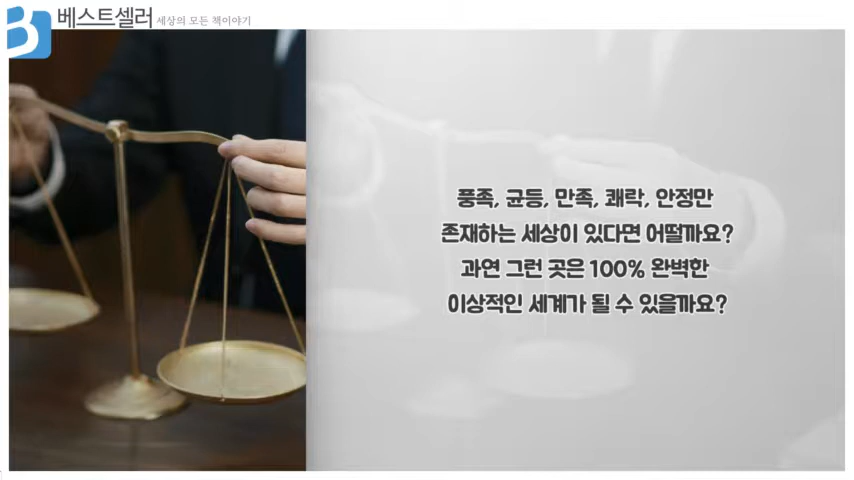 베스트셀러 세상의 모든 책이야기
풍족, 균등, 만족, 쾌락, 안정만
존재하는 세상이 있다면 어떨까요?
과연 그런 곳은 100% 완벽한
이상적인 세계가 될 수 있을까요?